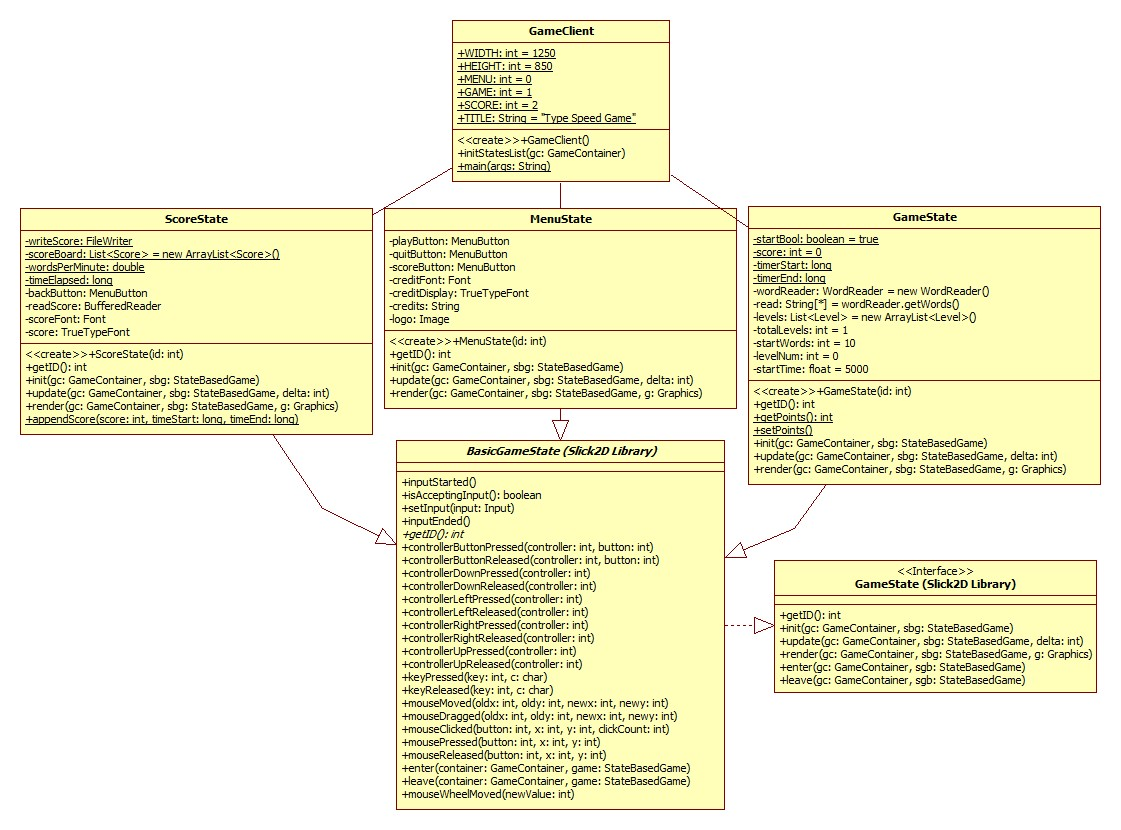 GameClient
+WIDTH: int = 1250
+HEIGHT: int = 850
+MENU: int = 0
+GAME: int = 1
+SCORE: int = 2
+TITLE: String = "Type Speed Game"
<<create>>+GameClient()
+initStatesList(gc: GameContainer)
+main(args: String)
ScoreState
-writeScore: FileWriter
-scoreBoard: List<Score> = new ArrayList<Score>()
-wordsPerMinute: double
-timeElapsed: long
-backButton: MenuButton
-readScore: BufferedReader
-scoreFont: Font
-score: TrueTypeFont
<<create>>+ScoreState(id: int)
+getID(): int
+init(gc: GameContainer, sbg: StateBasedGame)
+update(gc: GameContainer, sbg: StateBasedGame, delta: int)
+render(gc: GameContainer, sbg: StateBasedGame, g: Graphics)
+appendScore(score: int, timeStart: long, timeEnd: long)
MenuState
-playButton: MenuButton
-quitButton: MenuButton
-scoreButton: MenuButton
-creditFont: Font
-creditDisplay: TrueTypeFont
-credits: String
-logo: Image
<<create>>+MenuState(id: int)
+getID(): int
+init(gc: GameContainer, sbg: StateBasedGame)
+update(gc: GameContainer, sbg: StateBasedGame, delta: int)
+render(gc: GameContainer, sbg: StateBasedGame, g: Graphics)
GameState
-startBool: boolean = true
-score: int = 0
-timerStart: long
-timerEnd: long
-wordReader: WordReader = new WordReader()
-read: String[*] = wordReader.getWords()
-levels: List<Level> = new ArrayList<Level>()
-totalLevels: int = 1
-startWords: int = 10
-levelNum: int = 0
-startTime: float = 5000
<<create>>+GameState(id: int)
+getID(): int
+getPoints(): int
+setPoints()
+init(gc: GameContainer, sbg: StateBasedGame)
+update(gc: GameContainer, sbg: StateBasedGame, delta: int)
+render(gc: GameContainer, sbg: StateBasedGame, g: Graphics)
BasicGameState (Slick2D Library)
+inputStarted()
+isAcceptingInput(): boolean
+setInput(input: Input)
+inputEnded()
+getID(): int
+controllerButtonPressed(controller: int, button: int)
+controllerButtonReleased(controller: int, button: int)
+controllerDownPressed(controller: int)
+controllerDownReleased(controller: int)
+controllerLeftPressed(controller: int)
+controllerLeftReleased(controller: int)
+controllerRightPressed(controller: int)
+controllerRightReleased(controller: int)
+controllerUpPressed(controller: int)
+controllerUpReleased(controller: int)
+keyPressed(key: int, c: char)
+keyReleased(key: int, c: char)
+mouseMoved(oldx: int, oldy: int, newx: int, newy: int)
+mouseDragged(oldx: int, oldy: int, newx: int, newy: int)
+mouseClicked(button: int, x: int, y: int, clickCount: int)
+mousePressed(button: int, x: int, y: int)
+mouseReleased(button: int, x: int, y: int)
+enter(container: GameContainer, game: StateBasedGame)
+leave(container: GameContainer, game: StateBasedGame)
+mouseWheelMoved(newValue: int)
<<Interface>>
GameState (Slick2D Library)
+getID(): int
+init(gc: GameContainer, sbg: StateBasedGame)
+update(gc: GameContainer, sbg: StateBasedGame, delta: int)
+render(gc: GameContainer, sbg: StateBasedGame, g: Graphics)
+enter(gc: GameContainer, sgb: StateBasedGame)
+leave(gc: GameContainer, sgb: StateBasedGame)